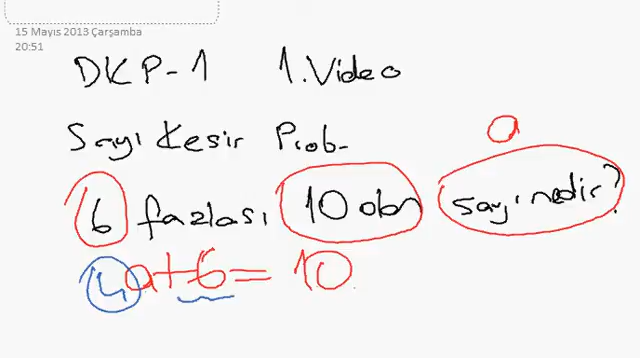 15 Mayıs 2013 Çarşamba
20:51
DKP-1 1.Video
Sayı Kesir Prob-
a
6 fazlası 10 olan sayı nedir?
4 a+6=10